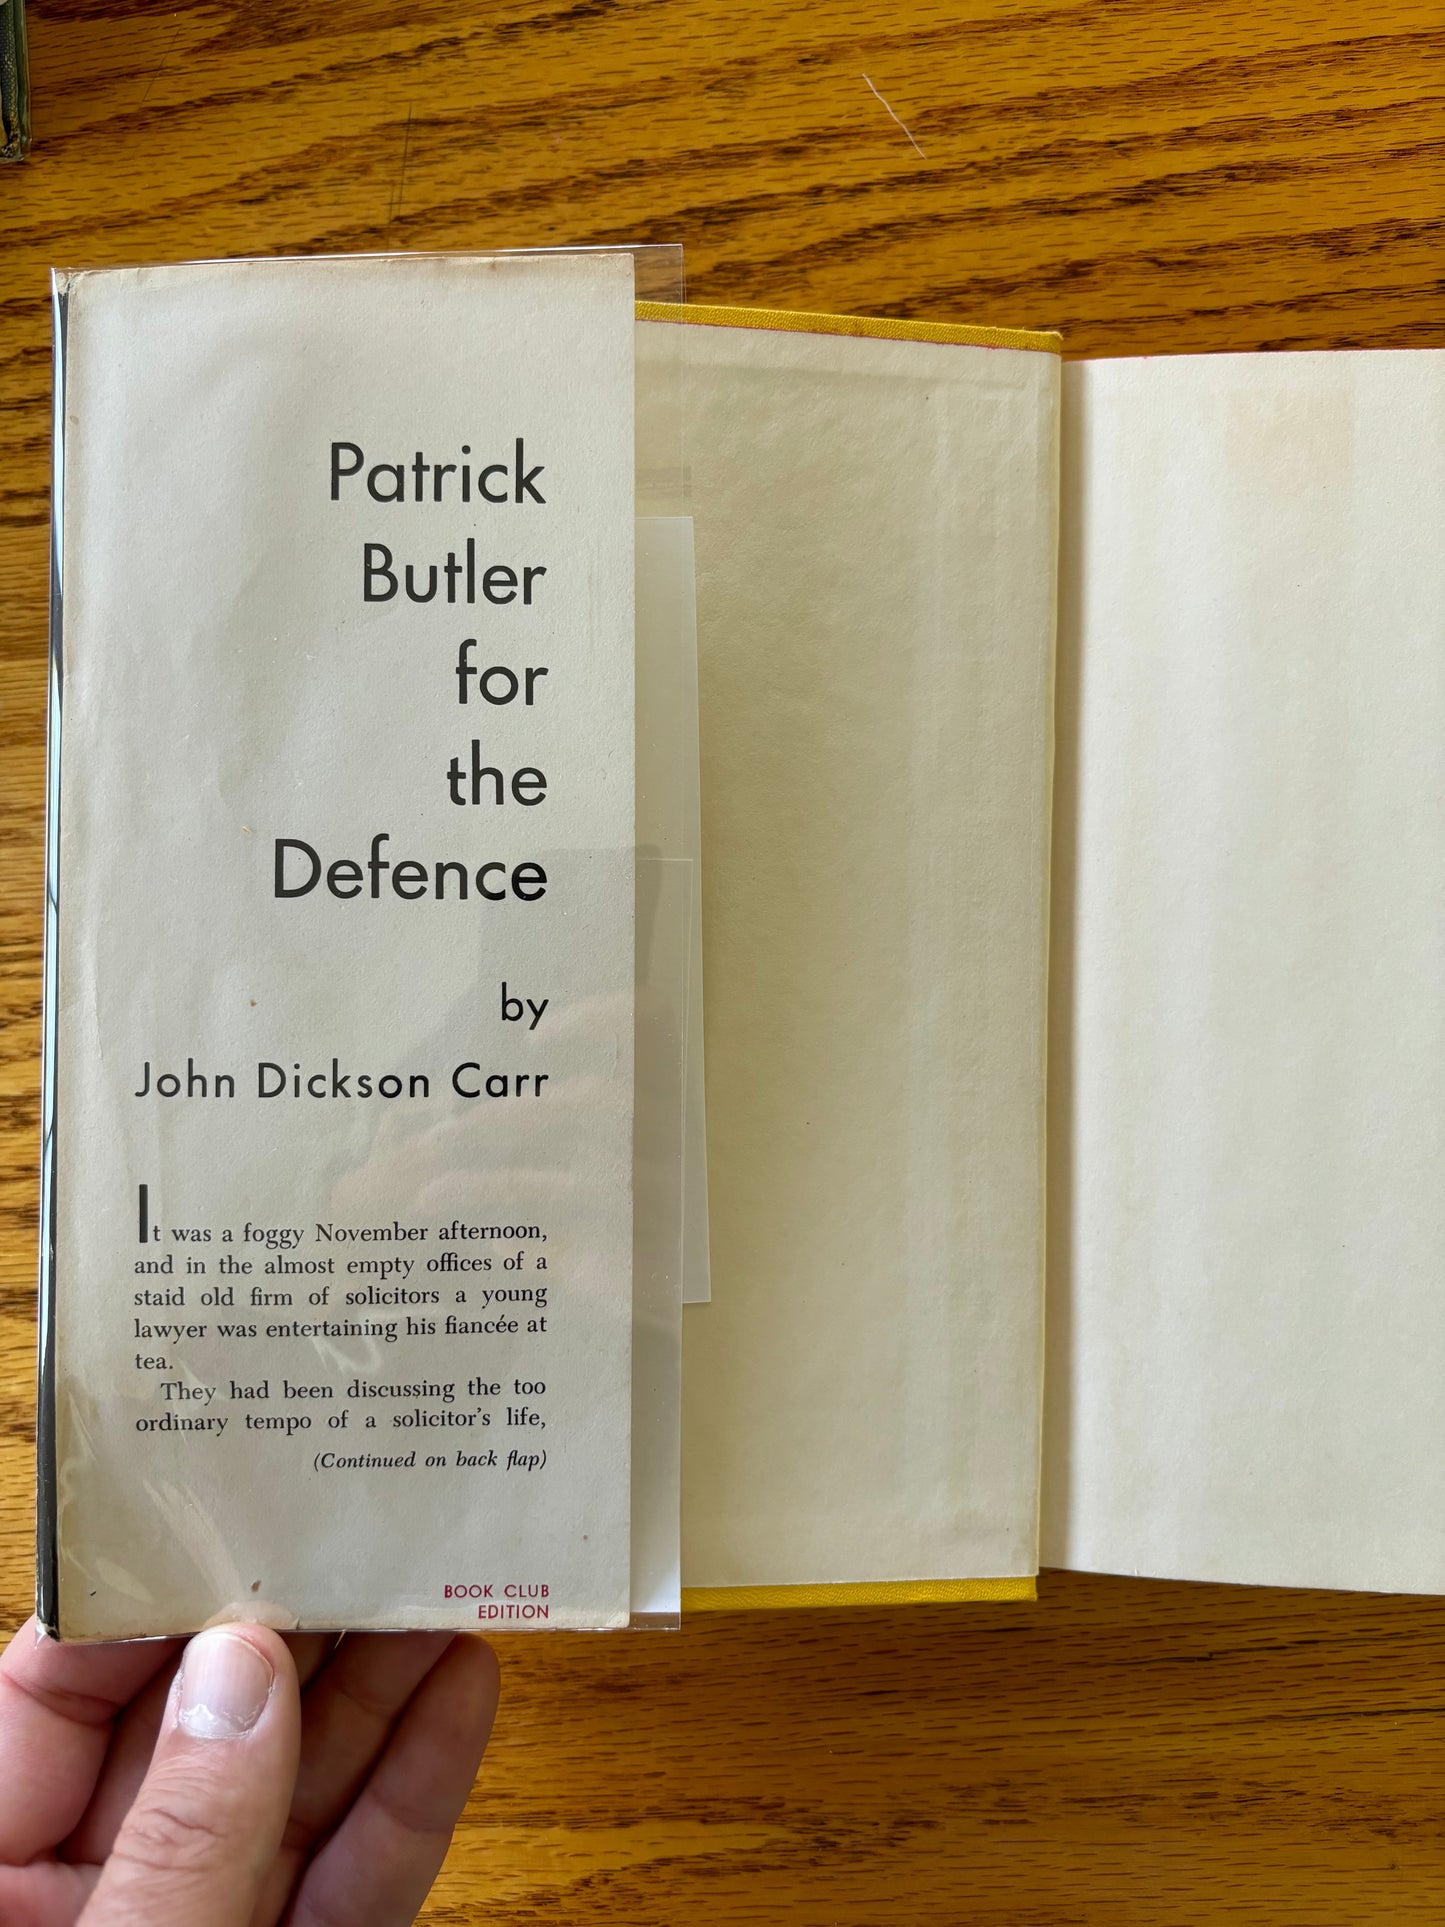 Patrick
Butler
for
the
Defence
by
John Dickson Carr
It was a foggy November afternoon,
and in the almost empty offices of a
staid old firm of solicitors a young
lawyer was entertaining his fiancée at
tea.
They had been discussing the too
ordinary tempo of a solicitor's life,
(Continued on back flap)
BOOK CLUB
EDITION